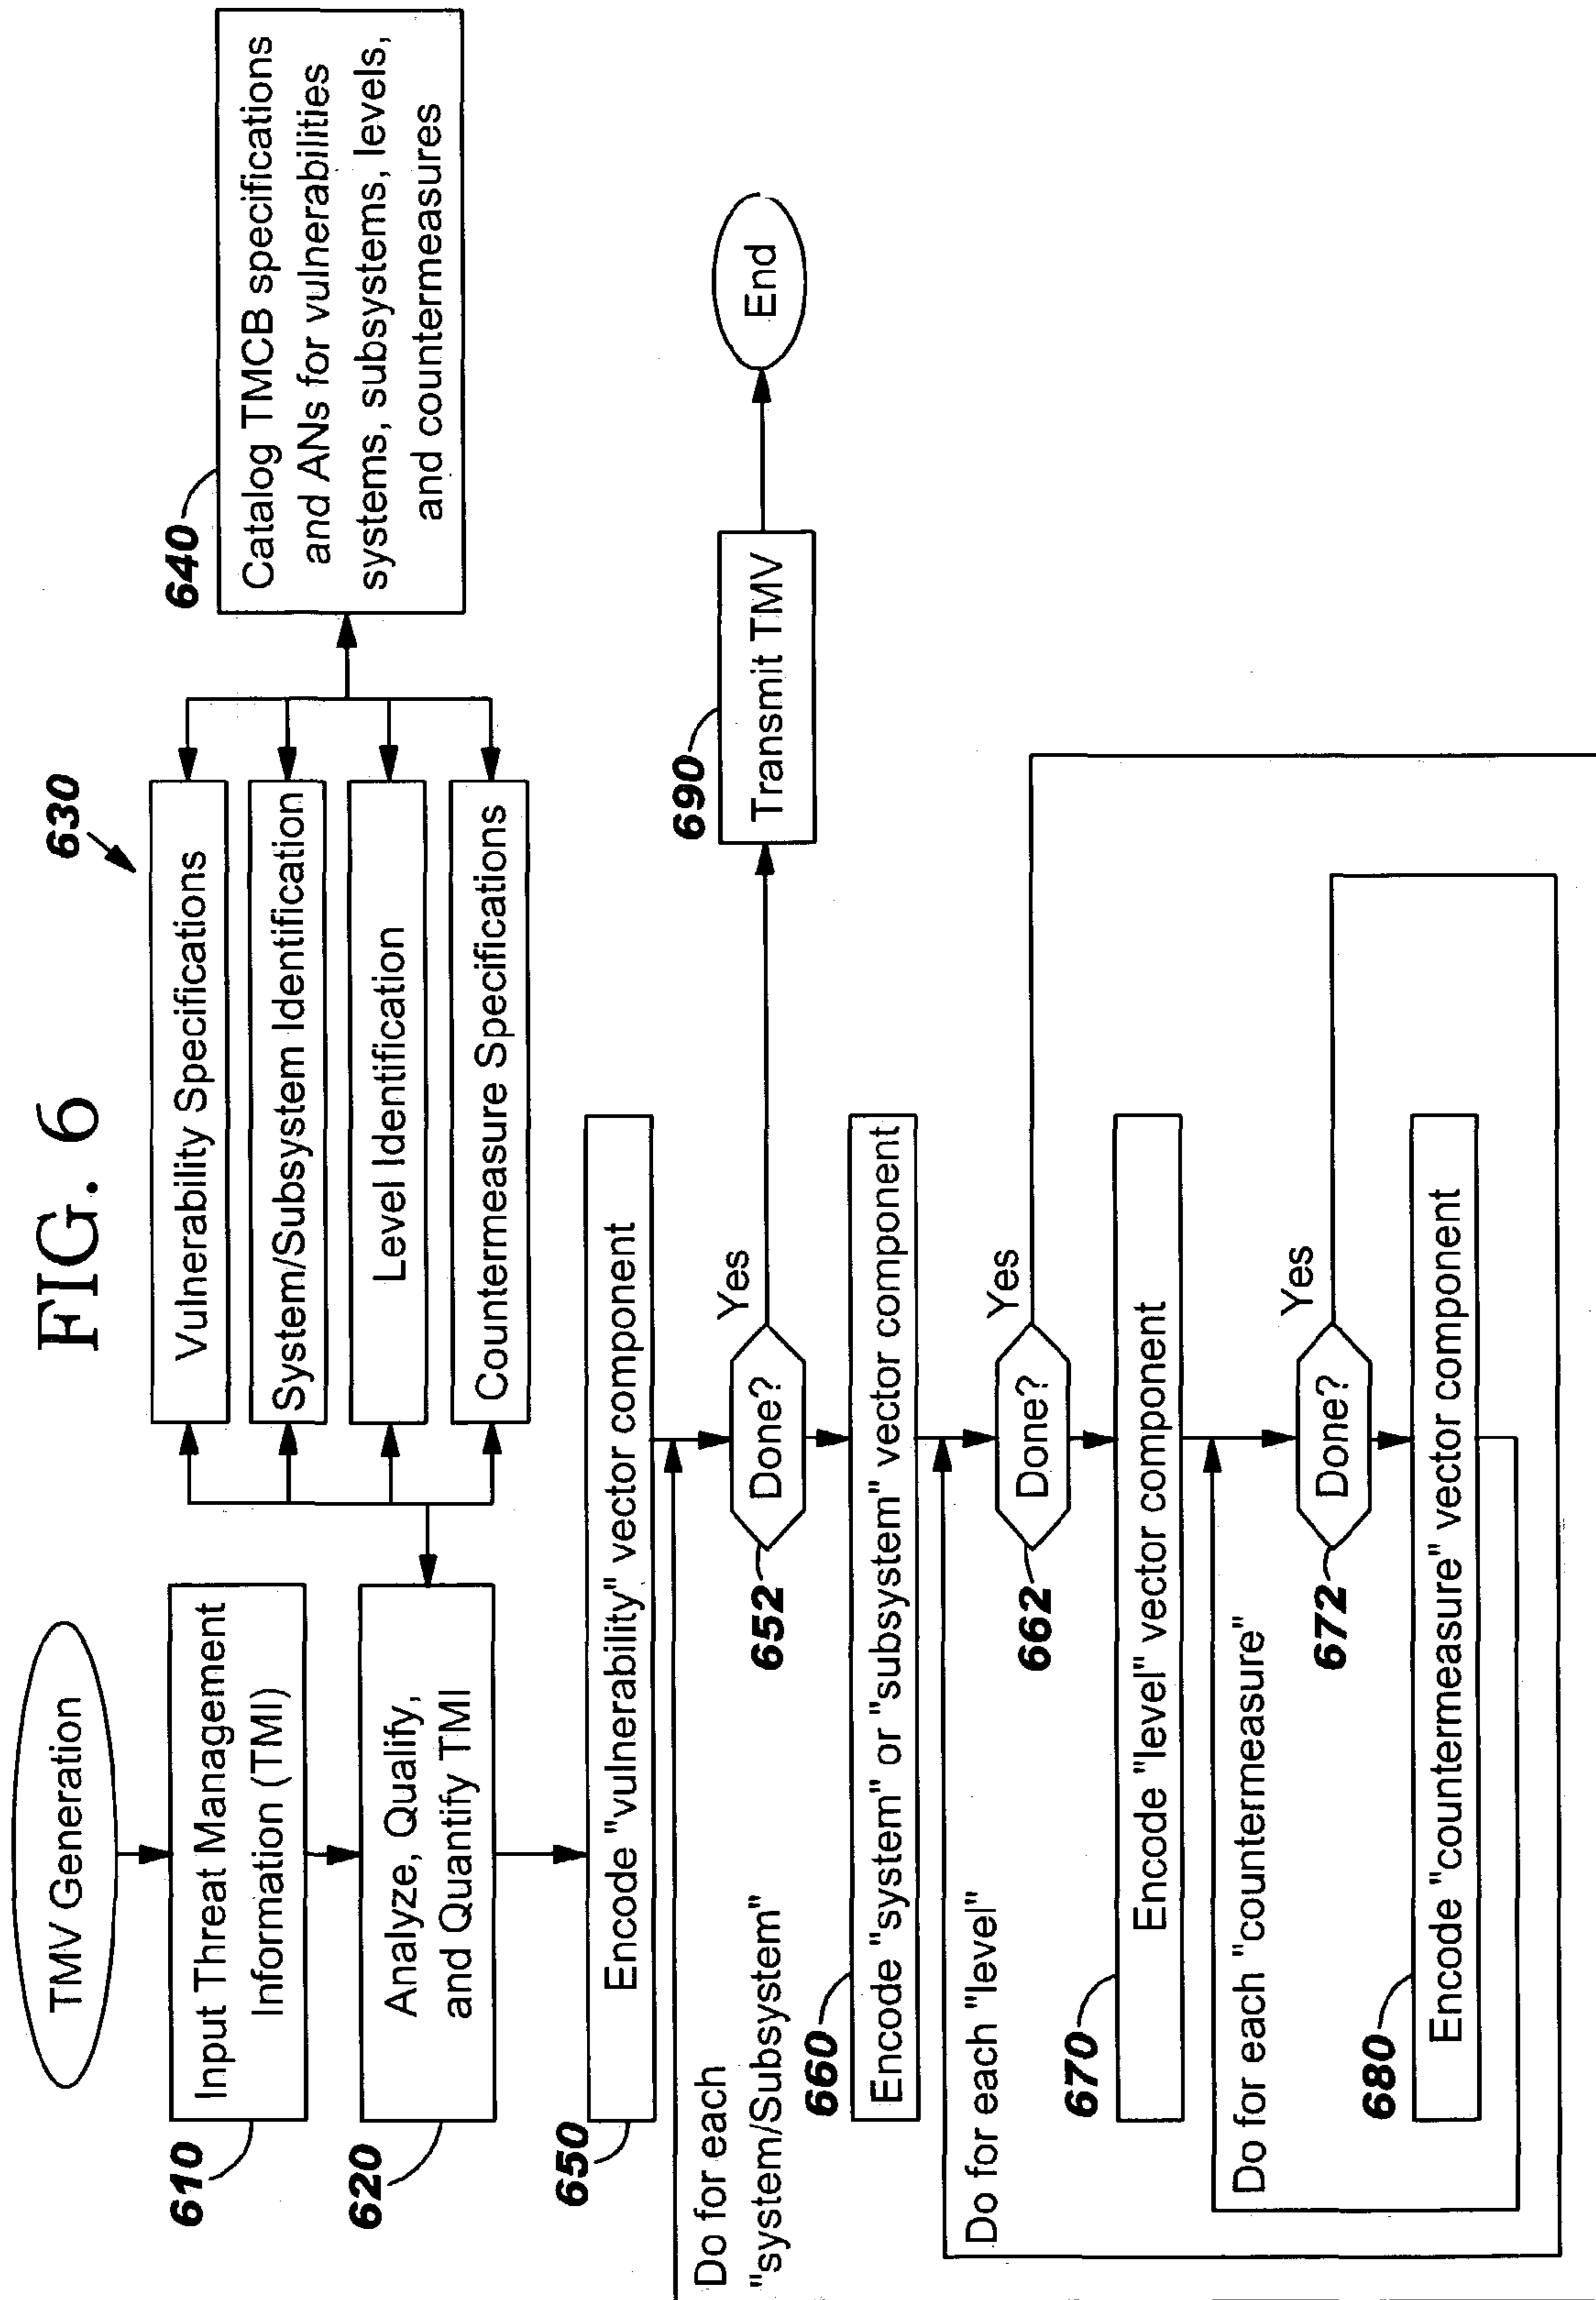 FIG. 6
TMV Generation
610
Input Threat Management
Information (TMI)
620
Analyze, Qualify,
and Quantify TMI
630
Vulnerability Specifications
System/Subsystem Identification
Level Identification
Countermeasure Specifications
640
Catalog TMCB specifications
and ANs for vulnerabilities
systems, subsystems, levels,
and countermeasures
650
Encode "vulnerability" vector component
Do for each
"system/Subsystem"
652
Done?
Yes
690
Transmit TMV
End
660
Encode "system" or "subsystem" vector component
Do for each "level"
662
Done?
Yes
670
Encode "level" vector component
Do for each "countermeasure"
672
Done?
Yes
680
Encode "countermeasure" vector component